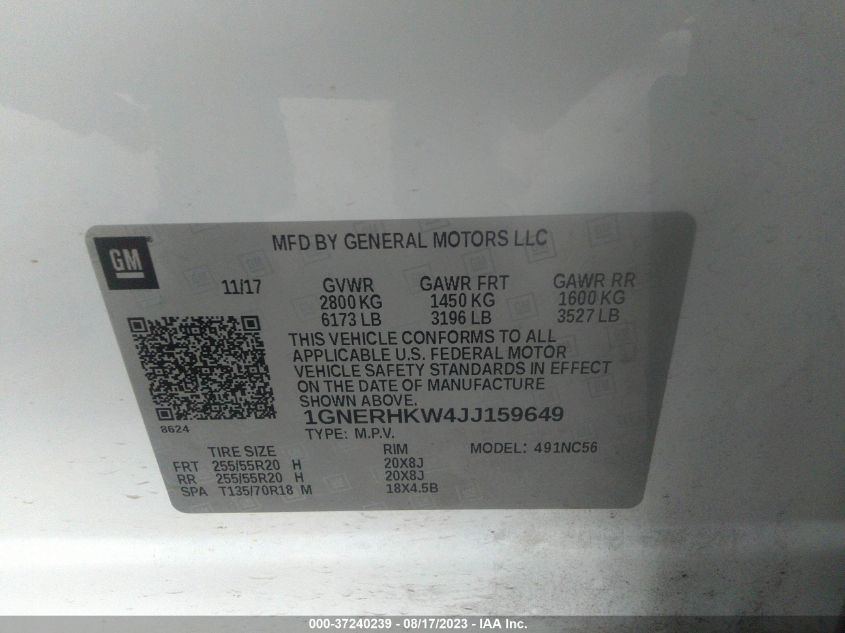 MFD BY GENERAL MOTORS LLC
GM
11/17 GVWR GAWR FRT GAWR RR
2800 KG 1450 KG 1600 KG
6173 LB 3196 LB 3527 LB
THIS VEHICLE CONFORMS TO ALL
APPLICABLE U.S. FEDERAL MOTOR
VEHICLE SAFETY STANDARDS IN EFFECT
ON THE DATE OF MANUFACTURE
SHOWN ABOVE.
8624 1GNERHKW4JJ159649
TYPE: M.P.V. MODEL: 491NC56
TIRE SIZE RIM
FRT 255/55R20 H 20X8J
RR 255/55R20 H 20X8J
SPA T135/70R18 M 18X4.5B
000-37240239 - 08/17/2023 - IAA Inc.